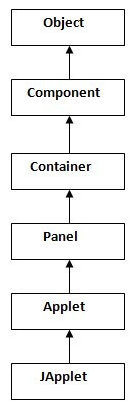 Object
Component
Container
Panel
Applet
JApplet